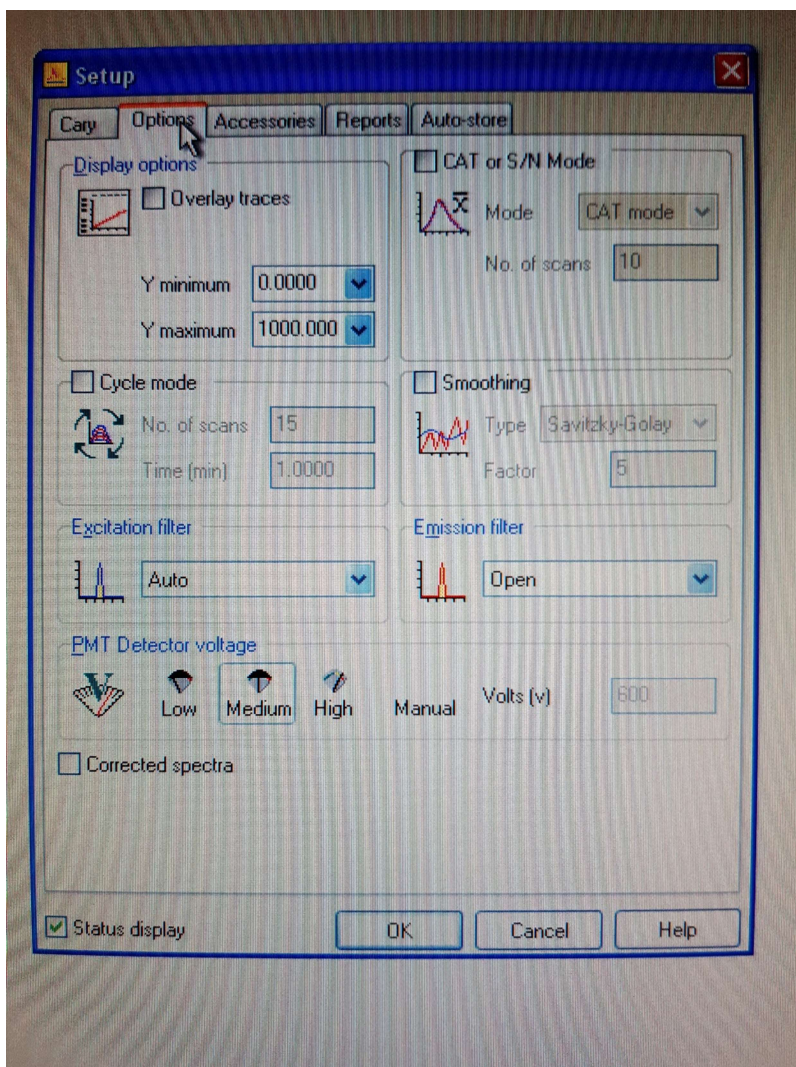 Setup
Cary Options Accessories Reports Auto-store
Display options
Overlay traces
Y minimum 0.0000
Y maximum 1000.000
CAT or S/N Mode
Mode CAT mode
No. of scans 10
Cycle mode
No. of scans 15
Time (min) 1.0000
Smoothing
Type Savitzky-Golay
Factor 5
Excitation filter
Auto
Emission filter
Open
PMT Detector voltage
Low Medium High Manual Volts (v) 600
Corrected spectra
Status display OK Cancel Help